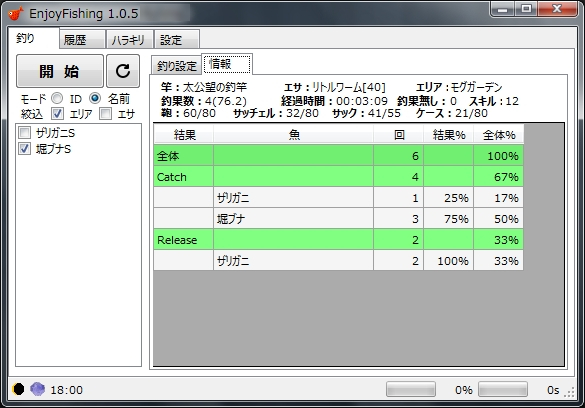 EnjoyFishing 1.0.5
釣り 履歴 ハラキリ 設定
開 始
モード ID 名前
絞込 エリア エサ
ザリガニS
堀ブナS
釣り設定 情報
竿：太公望の釣竿 エサ：リトルワーム[40] エリア：モグガーデン
釣果数：4(76.2) 経過時間：00:03:09 釣果無し：0 スキル：12
鞄：60/80 サッチェル：32/80 サック：41/55 ケース：21/80
結果 魚 回 結果% 全体%
全体 6 100%
Catch 4 67%
ザリガニ 1 25% 17%
堀ブナ 3 75% 50%
Release 2 33%
ザリガニ 2 100% 33%
18:00 0% 0s